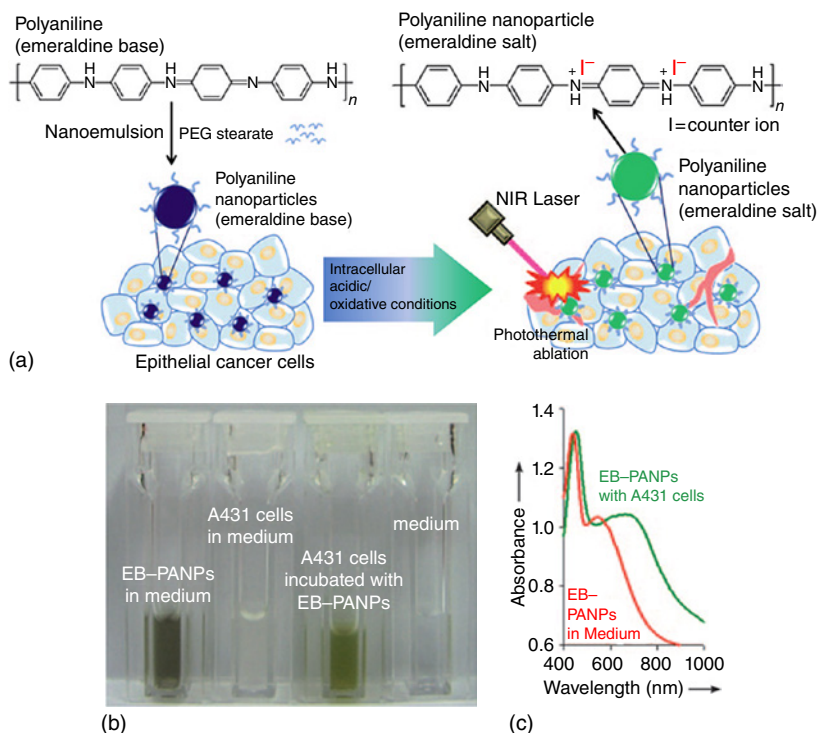 Polyaniline
(emeraldine base)
H
N
H
N
N
H
N
n
Nanoemulsion
PEG stearate
Polyaniline
nanoparticles
(emeraldine base)
Epithelial cancer cells
(a)
Intracellular
acidic/
oxidative conditions
Polyaniline nanoparticle
(emeraldine salt)
H
N
I−
+
N
H
I−
H
+
N
H
N
n
I=counter ion
Polyaniline
nanoparticles
(emeraldine salt)
NIR Laser
Photothermal
ablation
EB–PANPs
in medium
A431 cells
in medium
A431 cells
incubated with
EB–PANPs
medium
(b)
1.4
1.2
1.0
0.8
0.6
Absorbance
EB–PANPs
with A431 cells
EB–
PANPs
in Medium
400 600 800 1000
Wavelength (nm)
(c)